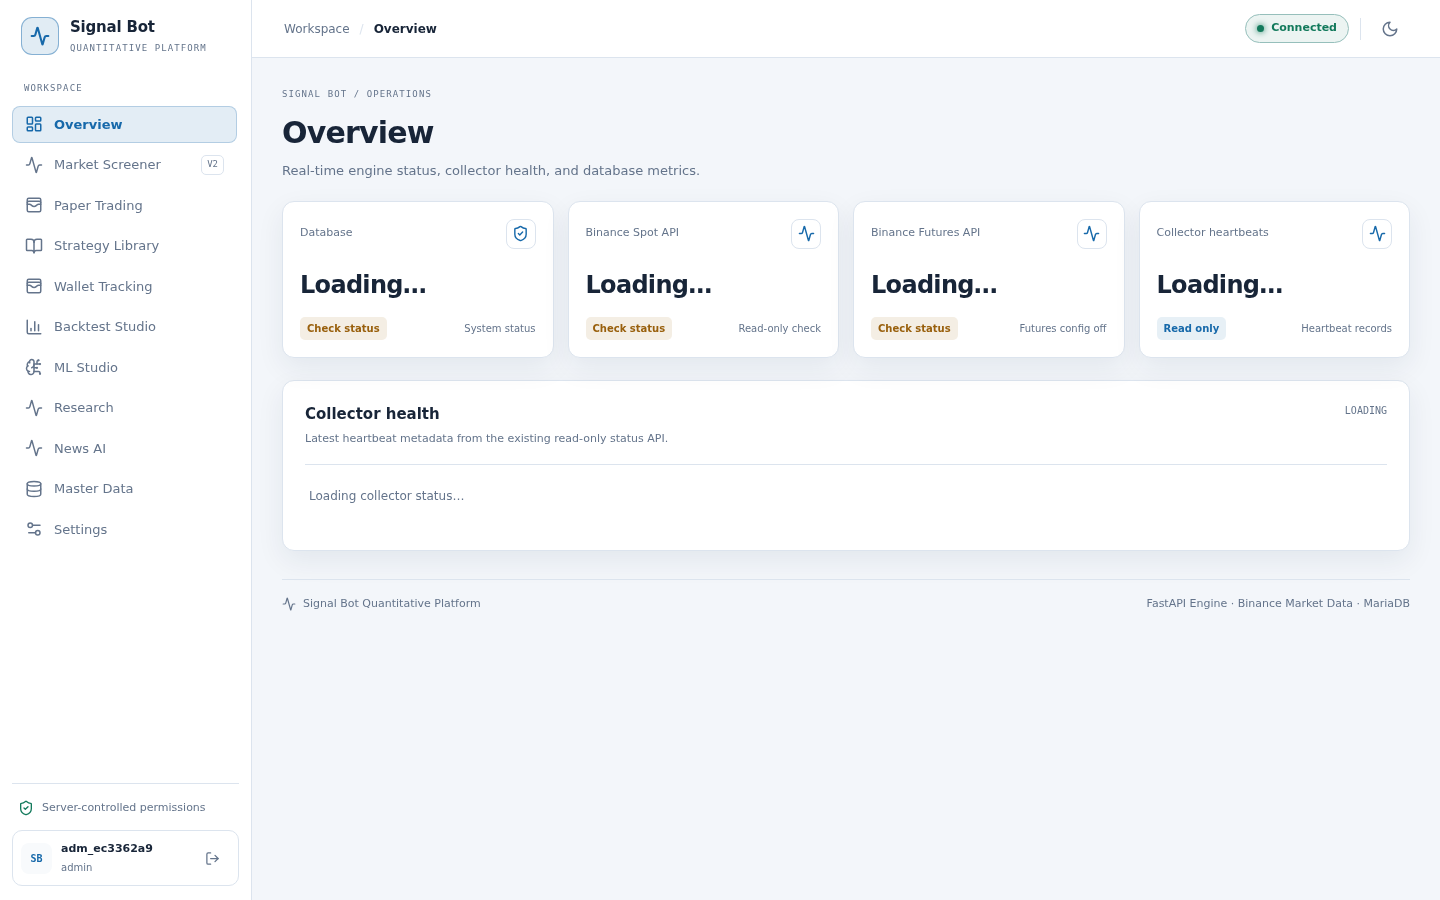 Signal Bot
QUANTITATIVE PLATFORM
WORKSPACE
Overview
Market Screener V2
Paper Trading
Strategy Library
Wallet Tracking
Backtest Studio
ML Studio
Research
News AI
Master Data
Settings
Server-controlled permissions
SB
adm_ec3362a9
admin
Workspace / Overview
Connected
SIGNAL BOT / OPERATIONS
Overview
Real-time engine status, collector health, and database metrics.
Database
Loading...
Check status System status
Binance Spot API
Loading...
Check status Read-only check
Binance Futures API
Loading...
Check status Futures config off
Collector heartbeats
Loading...
Read only Heartbeat records
Collector health
LOADING
Latest heartbeat metadata from the existing read-only status API.
Loading collector status...
Signal Bot Quantitative Platform
FastAPI Engine · Binance Market Data · MariaDB